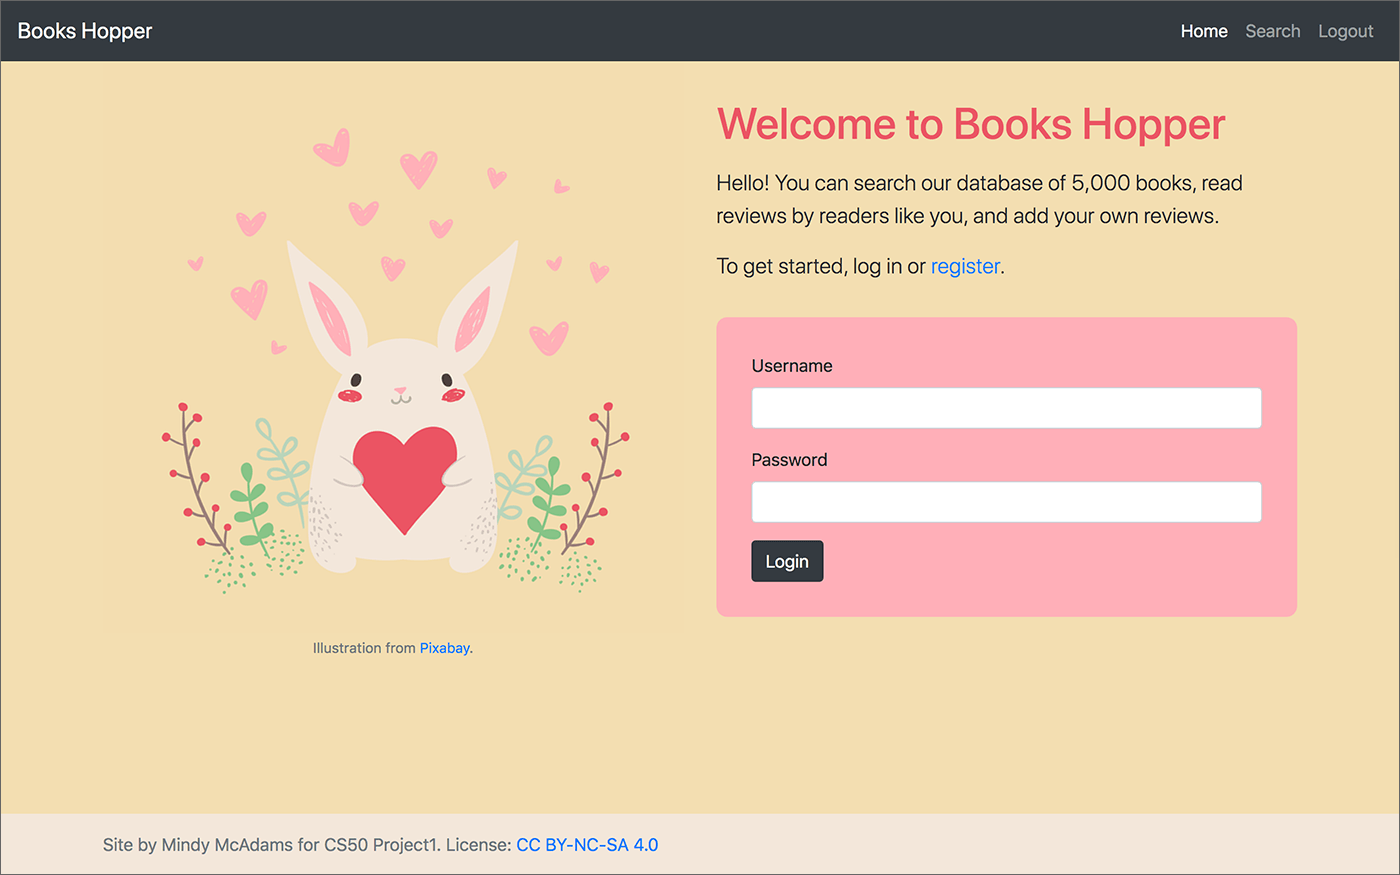 Books Hopper
Home Search Logout
Welcome to Books Hopper
Hello! You can search our database of 5,000 books, read
reviews by readers like you, and add your own reviews.
To get started, log in or register.
Username
Password
Login
Illustration from Pixabay.
Site by Mindy McAdams for CS50 Project1. License: CC BY-NC-SA 4.0